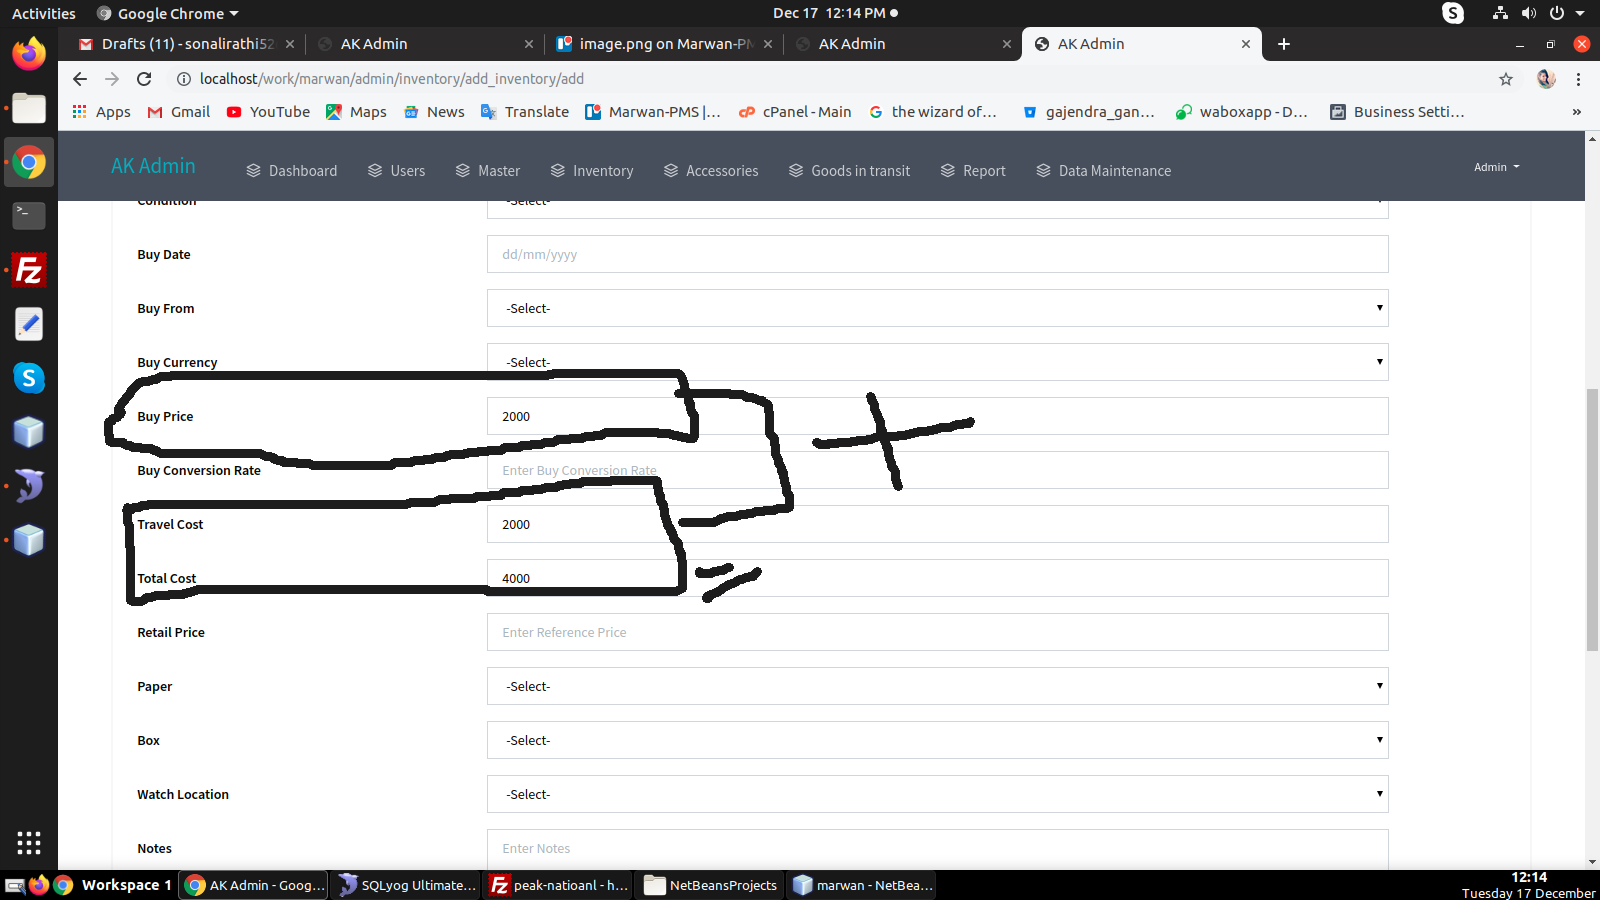 Activities Google Chrome Dec 17 12:14 PM
Drafts (11) - sonalirathi52 AK Admin image.png on Marwan-PM AK Admin AK Admin
localhost/work/marwan/admin/inventory/add_inventory/add
Apps Gmail YouTube Maps News Translate Marwan-PMS |... cPanel - Main the wizard of... gajendra_gan... waboxapp - D... Business Setti... »
AK Admin Dashboard Users Master Inventory Accessories Goods in transit Report Data Maintenance Admin
Condition -Select-
Buy Date dd/mm/yyyy
Buy From -Select-
Buy Currency -Select-
Buy Price 2000
Buy Conversion Rate Enter Buy Conversion Rate
Travel Cost 2000
Total Cost 4000
Retail Price Enter Reference Price
Paper -Select-
Box -Select-
Watch Location -Select-
Notes Enter Notes
Workspace 1 AK Admin - Goog... SQLyog Ultimate... peak-natioanl - h... NetBeansProjects marwan - NetBea... 12:14
Tuesday 17 December